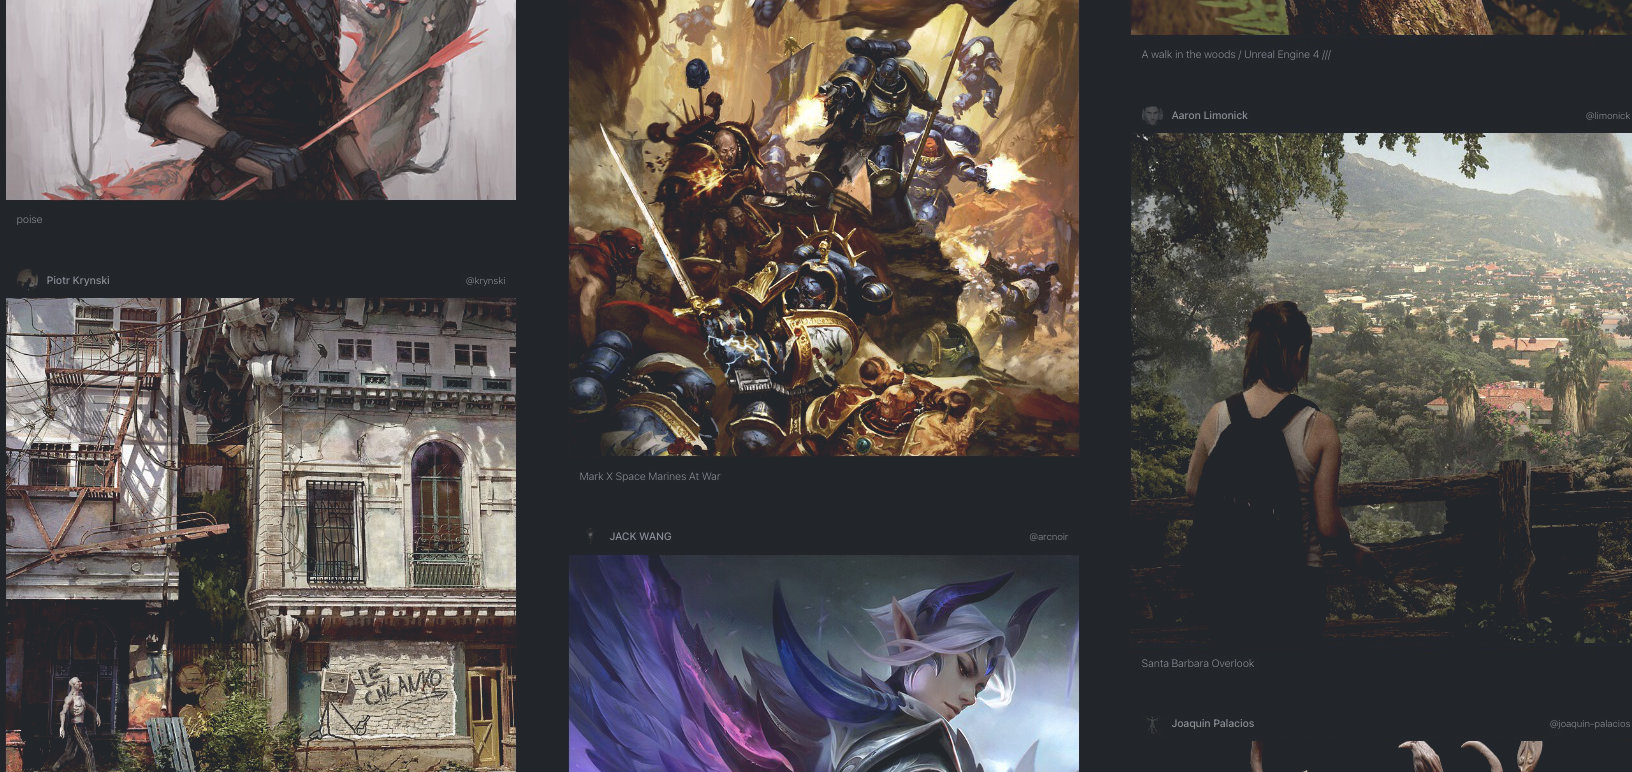 poise
Piotr Krynski
@krynski
LE
CHLANKO
Mark X Space Marines At War
JACK WANG
@arcnoir
A walk in the woods / Unreal Engine 4 ///
Aaron Limonick
@limonick
Santa Barbara Overlook
Joaquin Palacios
@joaquin-palacios